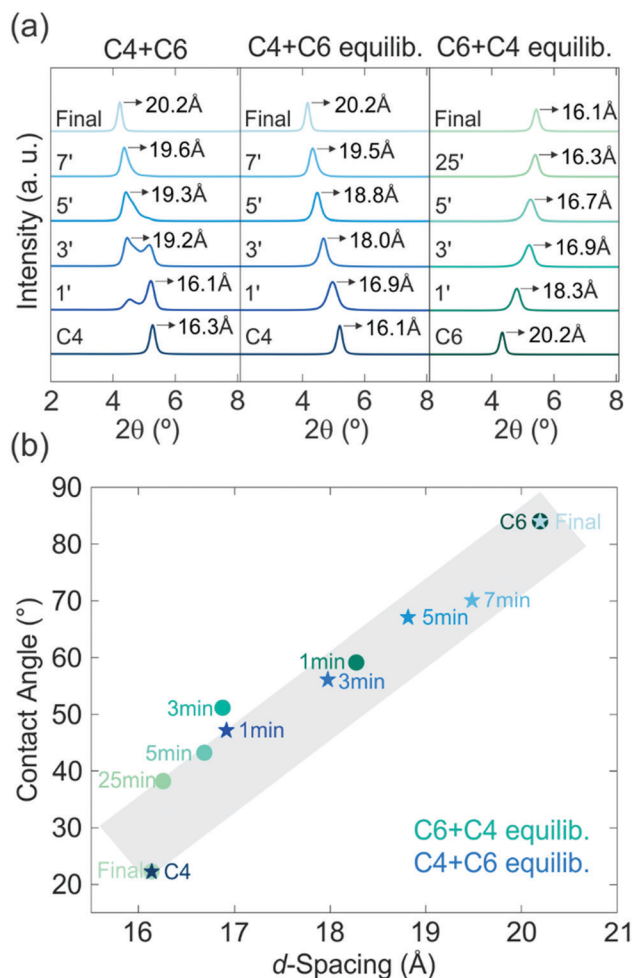 (a)
C4+C6
C4+C6 equilib.
C6+C4 equilib.
Intensity (a. u.)
Final
20.2Å
7'
19.6Å
5'
19.3Å
3'
19.2Å
1'
16.1Å
C4
16.3Å
Final
20.2Å
7'
19.5Å
5'
18.8Å
3'
18.0Å
1'
16.9Å
C4
16.1Å
Final
16.1Å
25'
16.3Å
5'
16.7Å
3'
16.9Å
1'
18.3Å
C6
20.2Å
2 4 6 8 4 6 8 4 6 8
2θ (º) 2θ (º) 2θ (º)
(b)
Contact Angle (°)
90
80
70
60
50
40
30
20
C6 Final
7min
5min
1min
3min
3min
1min
5min
25min
Final C4
C6+C4 equilib.
C4+C6 equilib.
16 17 18 19 20 21
d-Spacing (Å)